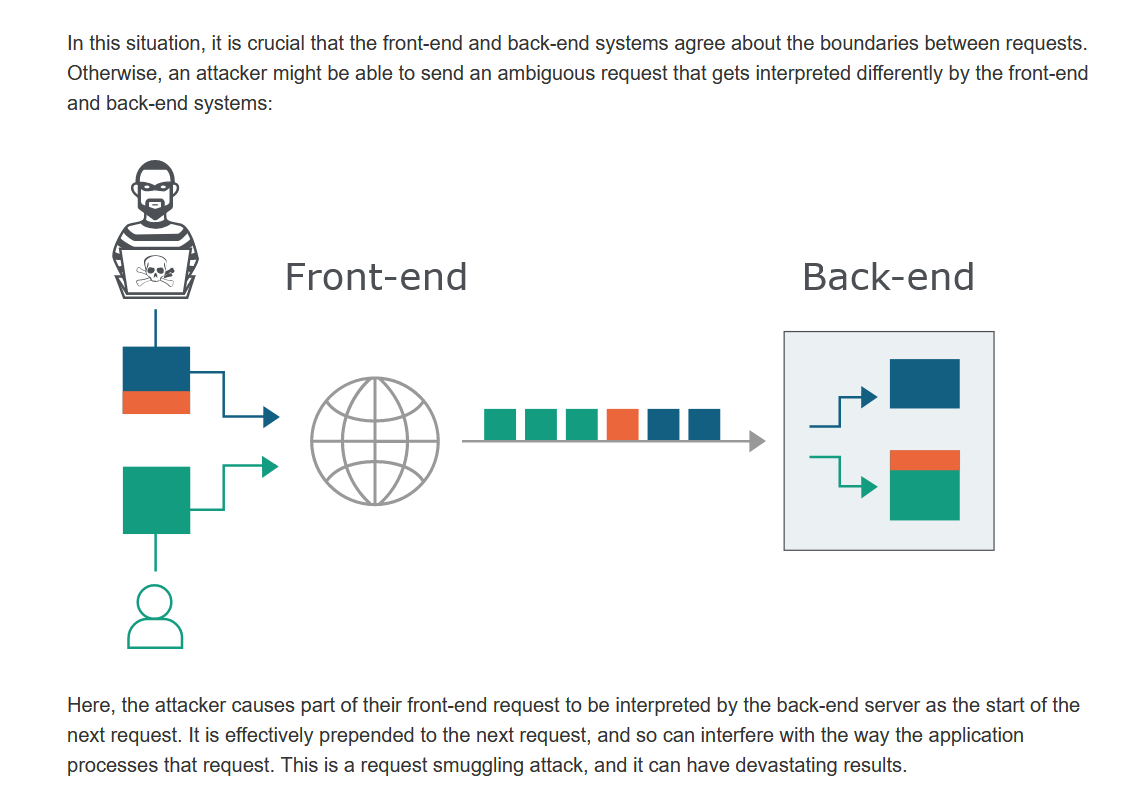 In this situation, it is crucial that the front-end and back-end systems agree about the boundaries between requests.
Otherwise, an attacker might be able to send an ambiguous request that gets interpreted differently by the front-end
and back-end systems:
Front-end
Back-end
Here, the attacker causes part of their front-end request to be interpreted by the back-end server as the start of the
next request. It is effectively prepended to the next request, and so can interfere with the way the application
processes that request. This is a request smuggling attack, and it can have devastating results.